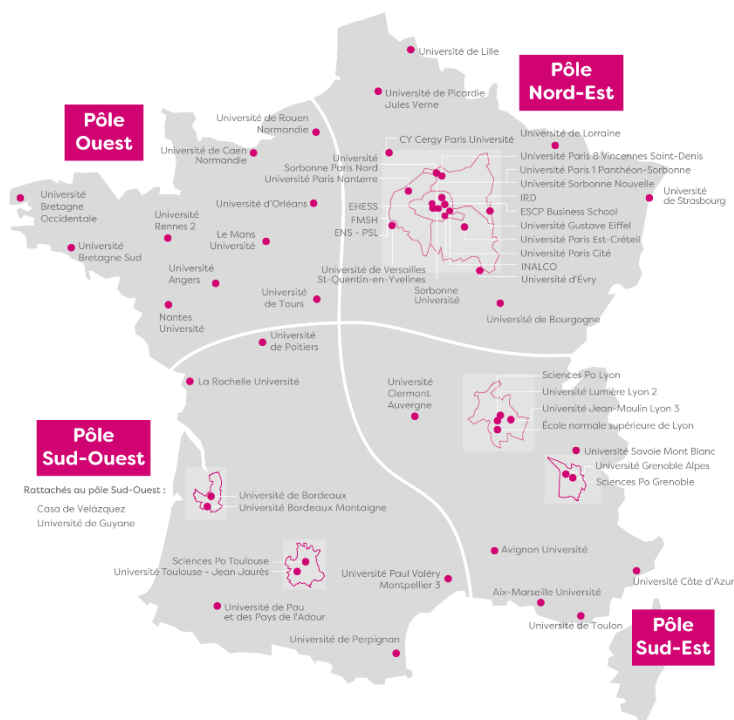 Université de Lille
Pôle
Nord-Est
Université de Picardie
Jules Verne
Pôle
Ouest
Université de Rouen
Normandie
Université de Lorraine
CY Cergy Paris Université
Université de Caen
Normandie
Université
Sorbonne Paris Nord
Université Paris Nanterre
Université Paris 8 Vincennes Saint-Denis
Université Paris 1 Panthéon-Sorbonne
Université Sorbonne Nouvelle
IRD
ESCP Business School
Université Gustave Eiffel
Université Paris Est-Créteil
Université Paris Cité
INALCO
Université d'Évry
Université
de Strasbourg
Université
Bretagne
Occidentale
Université d'Orléans
EHESS
FMSH
ENS - PSL
Université
Rennes 2
Le Mans
Université
Université
Bretagne Sud
Université de Versailles
St-Quentin-en-Yvelines
Sorbonne
Université
Université
Angers
Université
de Tours
Nantes
Université
Université de Bourgogne
Université
de Poitiers
La Rochelle Université
Université
Clermont
Auvergne
Sciences Po Lyon
Université Lumière Lyon 2
Université Jean-Moulin Lyon 3
École normale supérieure de Lyon
Pôle
Sud-Ouest
Université Savoie Mont Blanc
Université Grenoble Alpes
Sciences Po Grenoble
Rattachés au pôle Sud-Ouest :
Casa de Velázquez
Université de Guyane
Université de Bordeaux
Université Bordeaux Montaigne
Avignon Université
Sciences Po Toulouse
Université Toulouse - Jean Jaurès
Université Paul Valéry
Montpellier 3
Université Côte d'Azur
Aix-Marseille Université
Université de Pau
et des Pays de l'Adour
Université de Toulon
Pôle
Sud-Est
Université de Perpignan